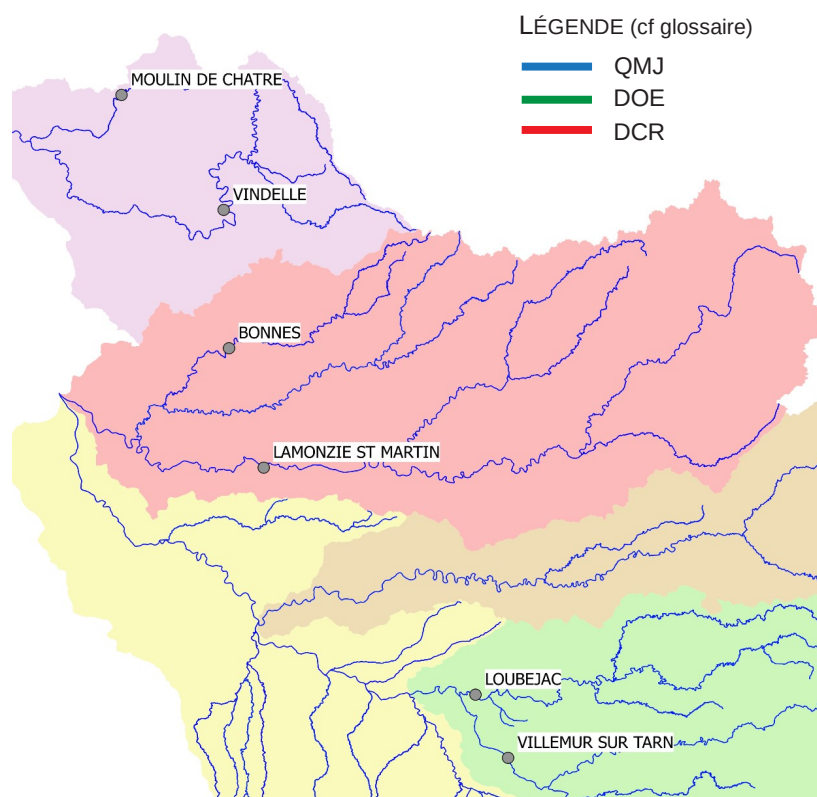 LÉGENDE (cf glossaire)
QMJ
DOE
DCR
MOULIN DE CHATRE
VINDELLE
BONNES
LAMONZIE ST MARTIN
LOUBEJAC
VILLEMUR SUR TARN